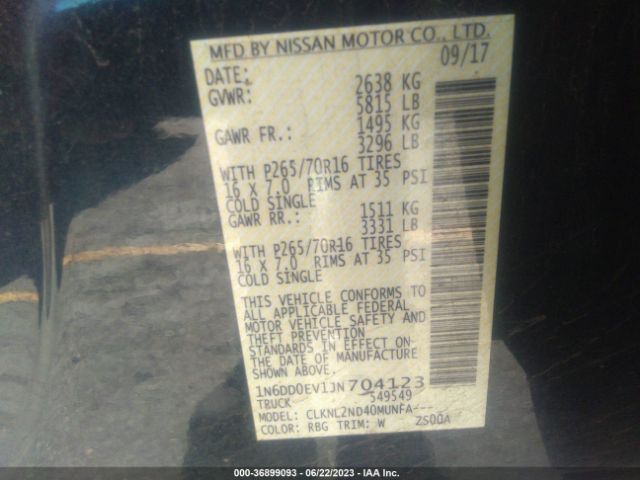 MFD BY NISSAN MOTOR CO., LTD.
DATE: 09/17
GVWR: 2638 KG
5815 LB
GAWR FR.: 1495 KG
3296 LB
WITH P265/70R16 TIRES
16 X 7.0 RIMS AT 35 PSI
COLD SINGLE
GAWR RR.: 1511 KG
3331 LB
WITH P265/70R16 TIRES
16 X 7.0 RIMS AT 35 PSI
COLD SINGLE
THIS VEHICLE CONFORMS TO
ALL APPLICABLE FEDERAL
MOTOR VEHICLE SAFETY AND
THEFT PREVENTION
STANDARDS IN EFFECT ON
THE DATE OF MANUFACTURE
SHOWN ABOVE.
1N6DD0EV1JN704123
TRUCK 549549
MODEL: CLKNL2ND40MUNFA---
COLOR: RBG TRIM: W ZS00A
000-36899093 - 06/22/2023 - IAA Inc.